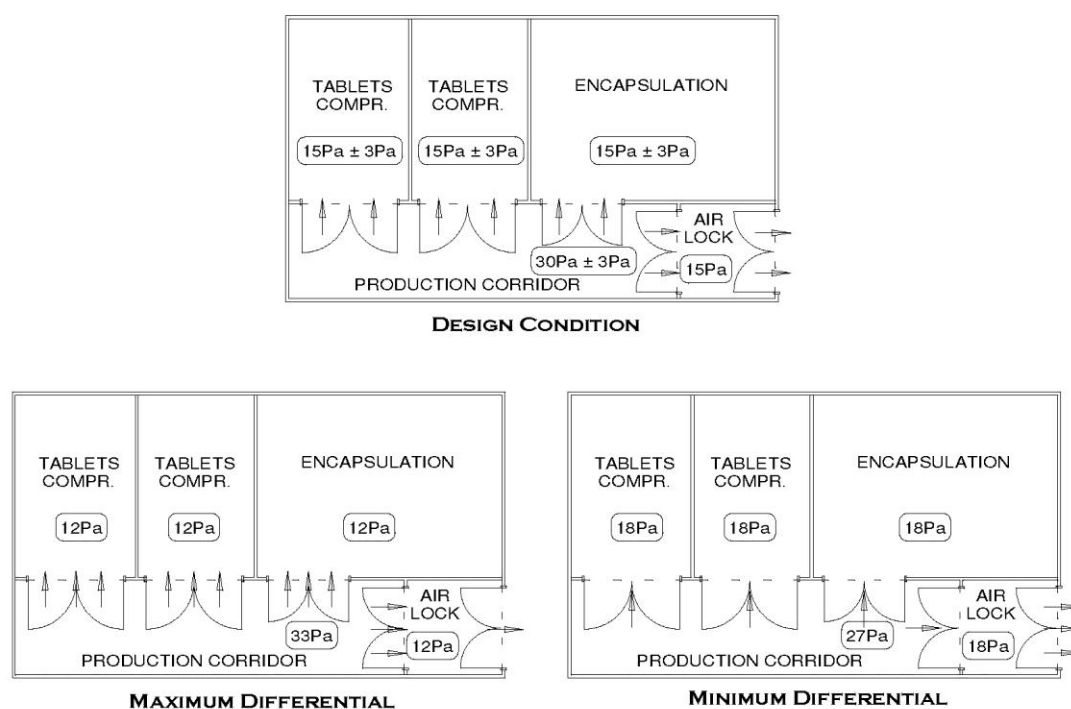 TABLETS
COMPR.
TABLETS
COMPR.
ENCAPSULATION
15Pa ± 3Pa
15Pa ± 3Pa
15Pa ± 3Pa
AIR
LOCK
30Pa ± 3Pa
15Pa
PRODUCTION CORRIDOR
DESIGN CONDITION
TABLETS
COMPR.
TABLETS
COMPR.
ENCAPSULATION
12Pa
12Pa
12Pa
AIR
LOCK
33Pa
12Pa
PRODUCTION CORRIDOR
MAXIMUM DIFFERENTIAL
TABLETS
COMPR.
TABLETS
COMPR.
ENCAPSULATION
18Pa
18Pa
18Pa
AIR
LOCK
27Pa
18Pa
PRODUCTION CORRIDOR
MINIMUM DIFFERENTIAL